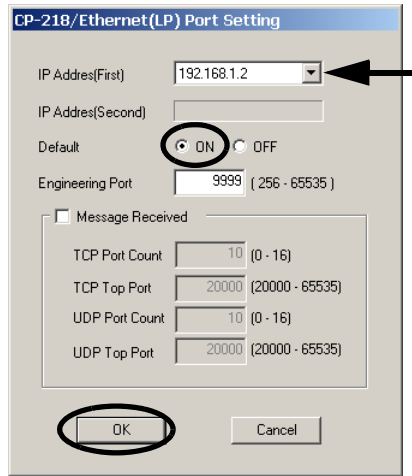 CP-218/Ethernet(LP) Port Setting
IP Addres(First) 192.168.1.2
IP Addres(Second)
Default ON OFF
Engineering Port 9999 ( 256 - 65535 )
Message Received
TCP Port Count 10 (0 - 16)
TCP Top Port 20000 (20000 - 65535)
UDP Port Count 10 (0 - 16)
UDP Top Port 20000 (20000 - 65535)
OK Cancel